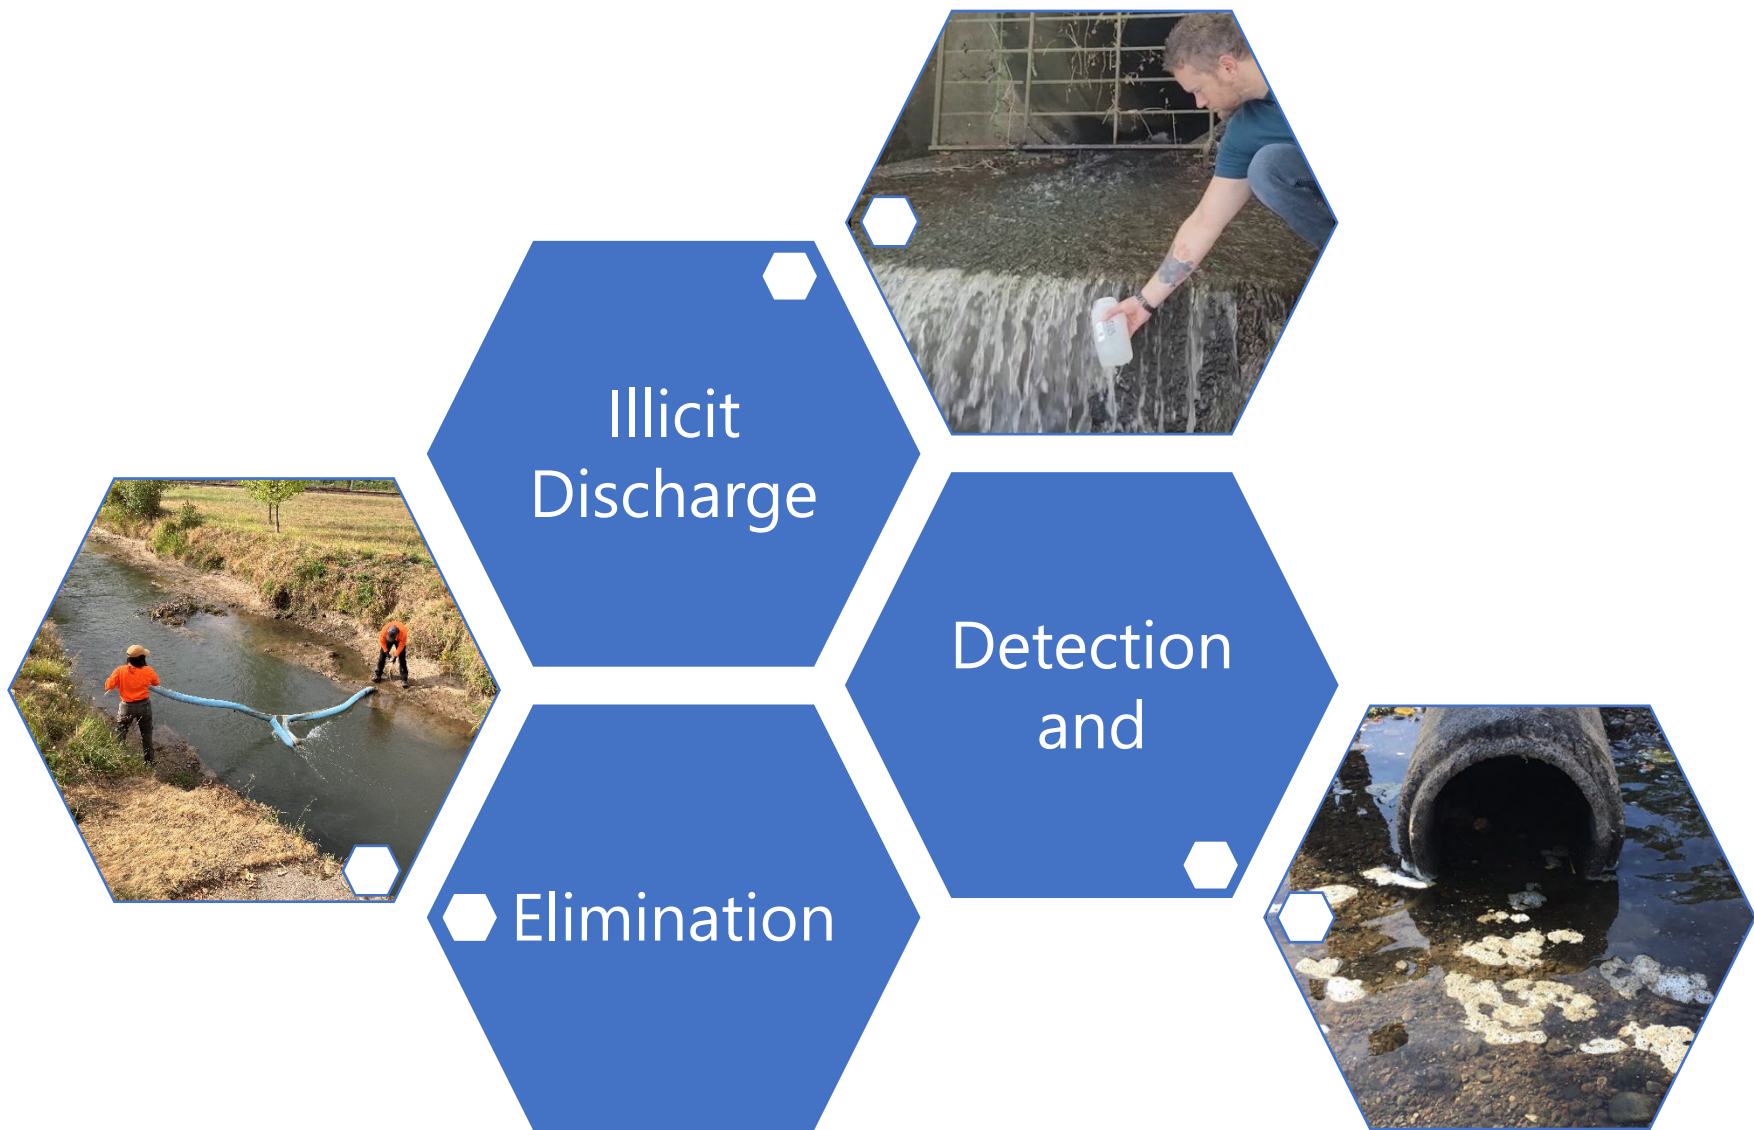 Illicit
Discharge
Detection
and
Elimination